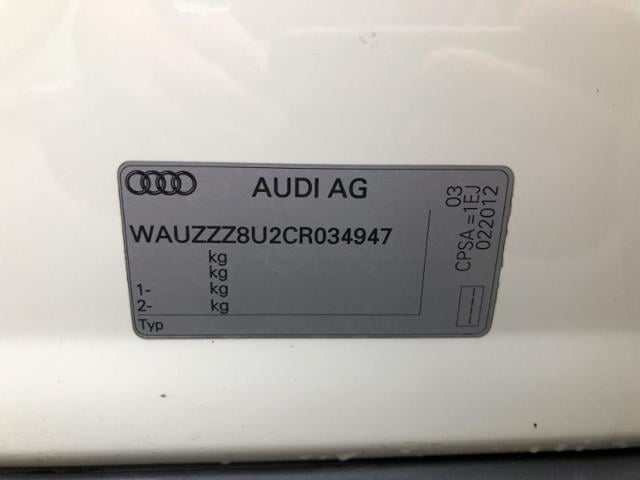 AUDI AG
WAUZZZ8U2CR034947
kg
kg
1- kg
2- kg
Typ
03
CPSA =1EJ
022012
----